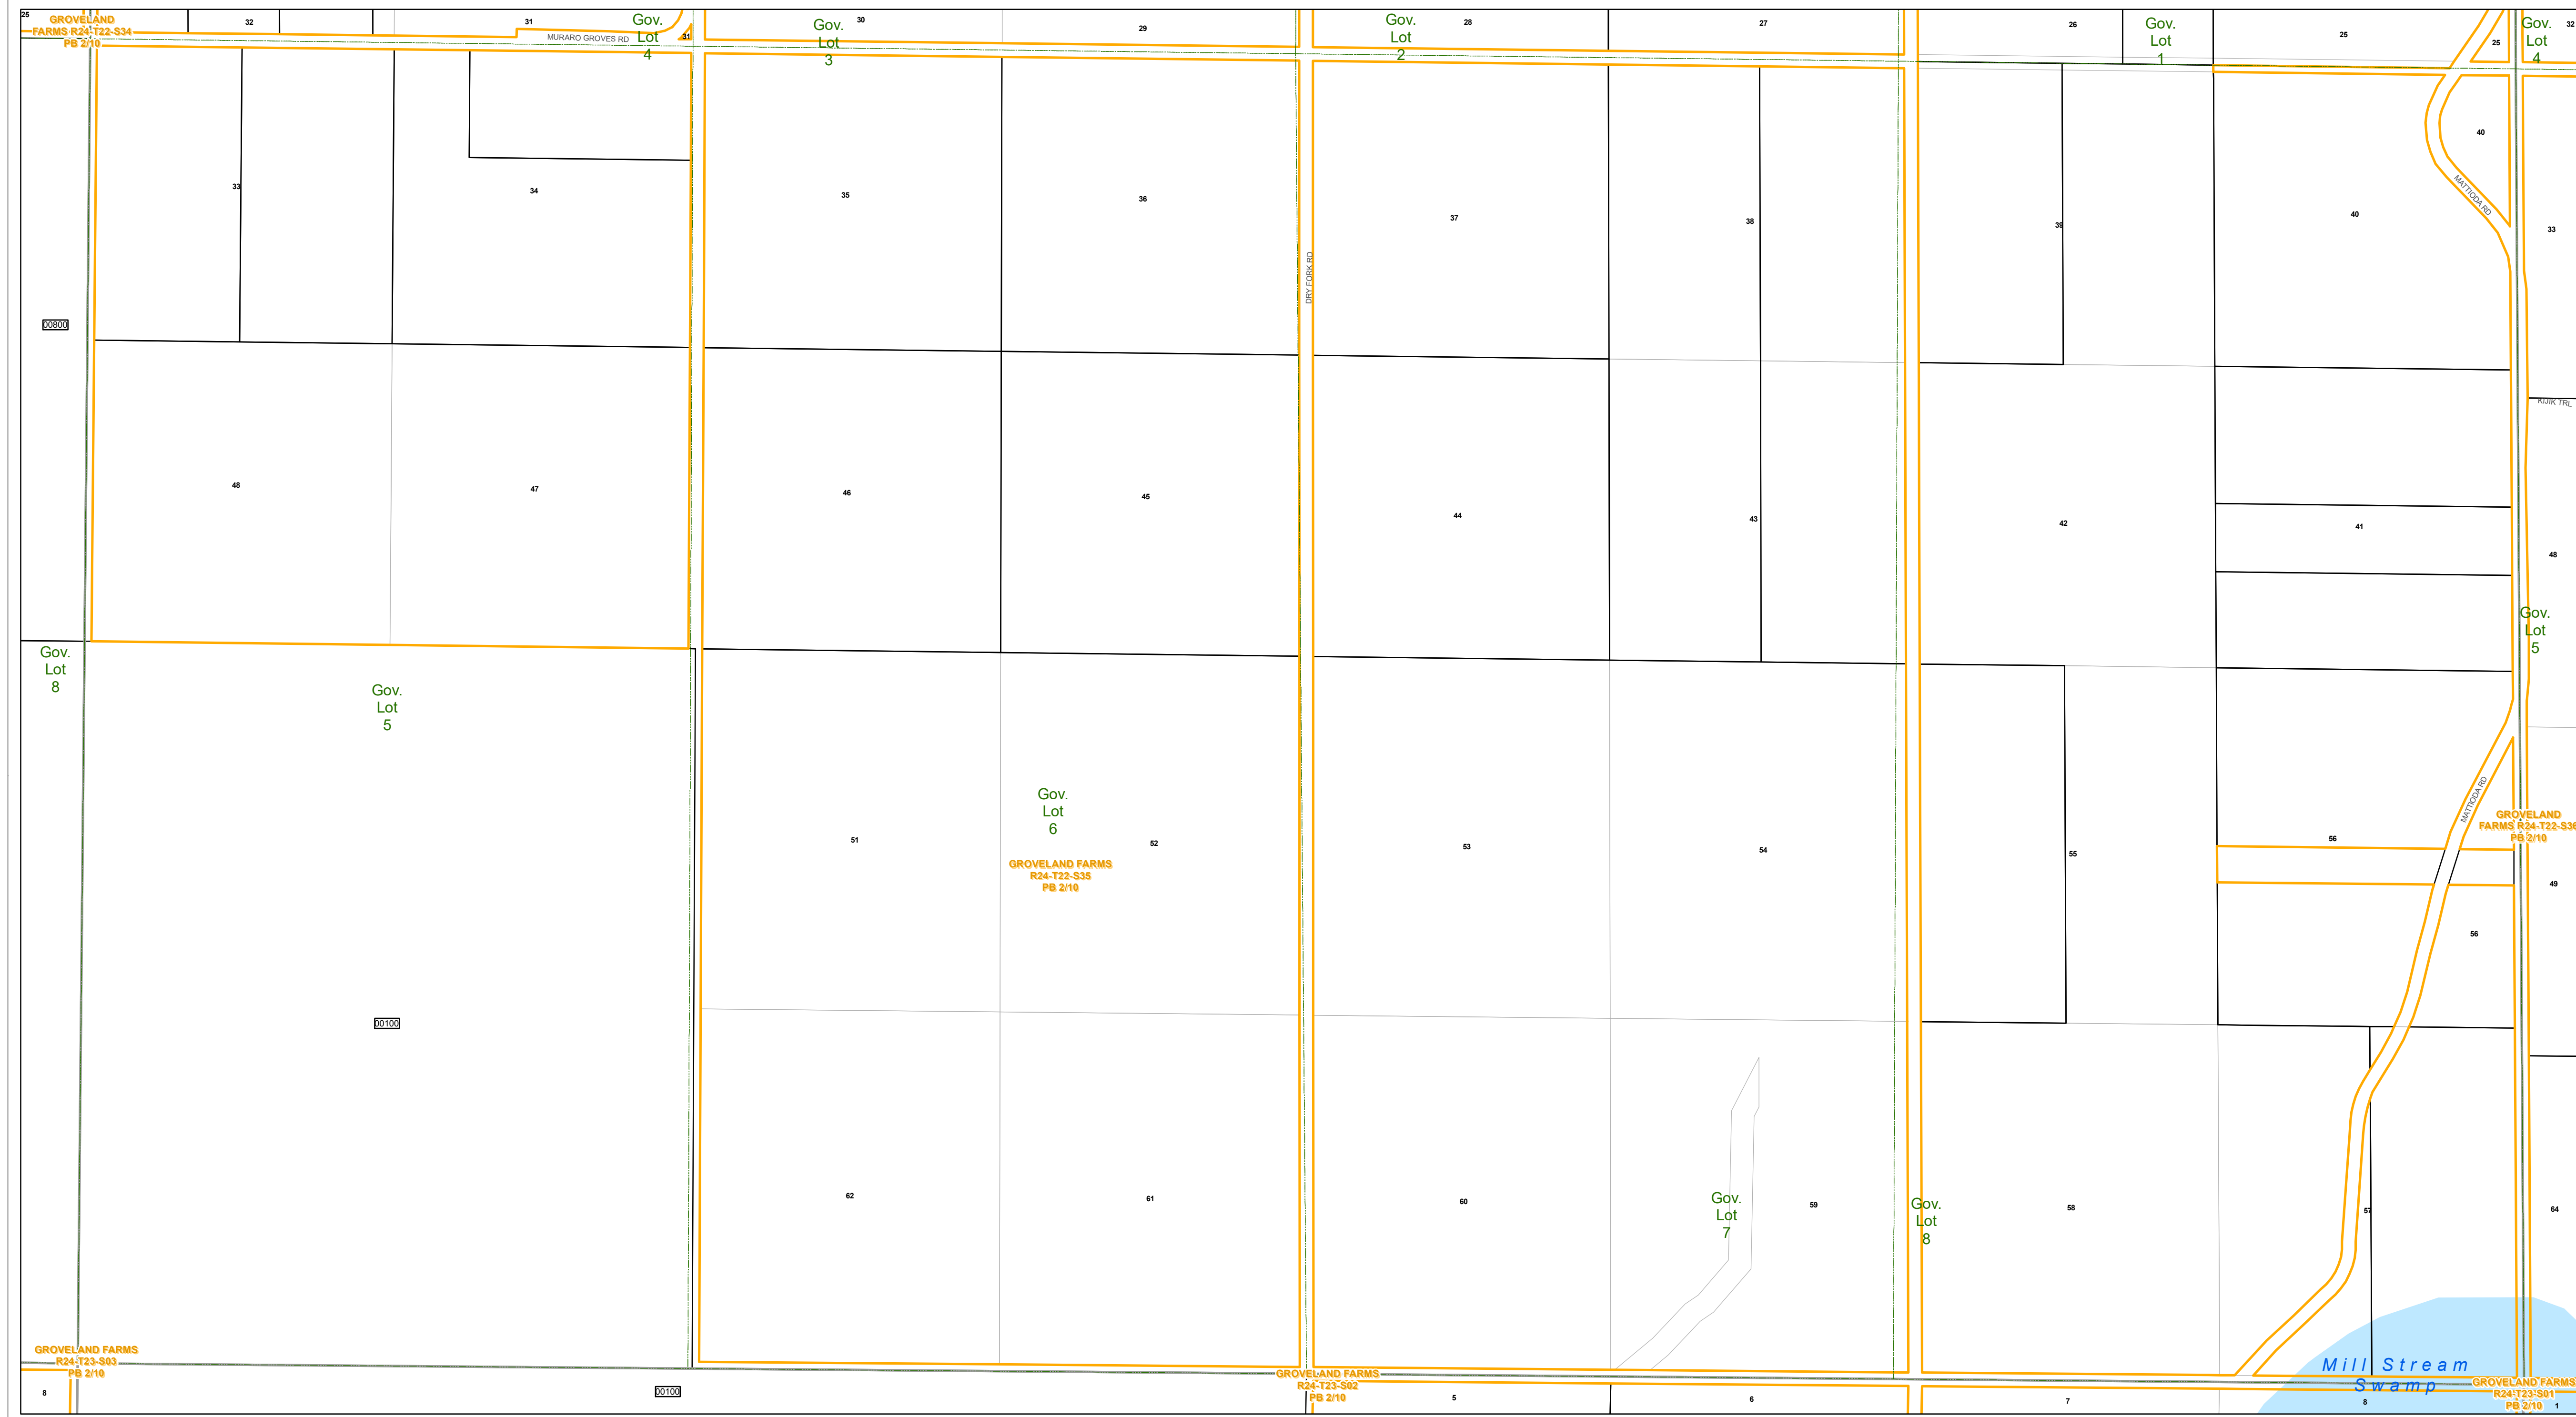 25
GROVELAND
FARMS R24-T22-S34
PB 2/10
32
31
MURARO GROVES RD
Gov.
Lot
4
31
Gov.
Lot
3
30
29
Gov.
Lot
2
28
27
26
Gov.
Lot
1
25
25
Gov.
Lot
4
32
33
34
35
36
37
38
39
40
40
MATTIODA RD
33
DRY FORK RD
00800
KIJIK TRL
48
47
46
45
44
43
42
41
48
Gov.
Lot
5
Gov.
Lot
8
Gov.
Lot
5
Gov.
Lot
6
GROVELAND FARMS
R24-T22-S35
PB 2/10
51
52
53
54
55
56
MATTIODA RD
GROVELAND
FARMS R24-T22-S36
PB 2/10
49
56
00100
62
61
60
Gov.
Lot
7
59
Gov.
Lot
8
58
57
64
GROVELAND FARMS
R24-T23-S03
PB 2/10
8
00100
GROVELAND FARMS
R24-T23-S02
PB 2/10
5
6
7
Mill Stream
Swamp
8
GROVELAND FARMS
R24-T23-S01
PB 2/10
1